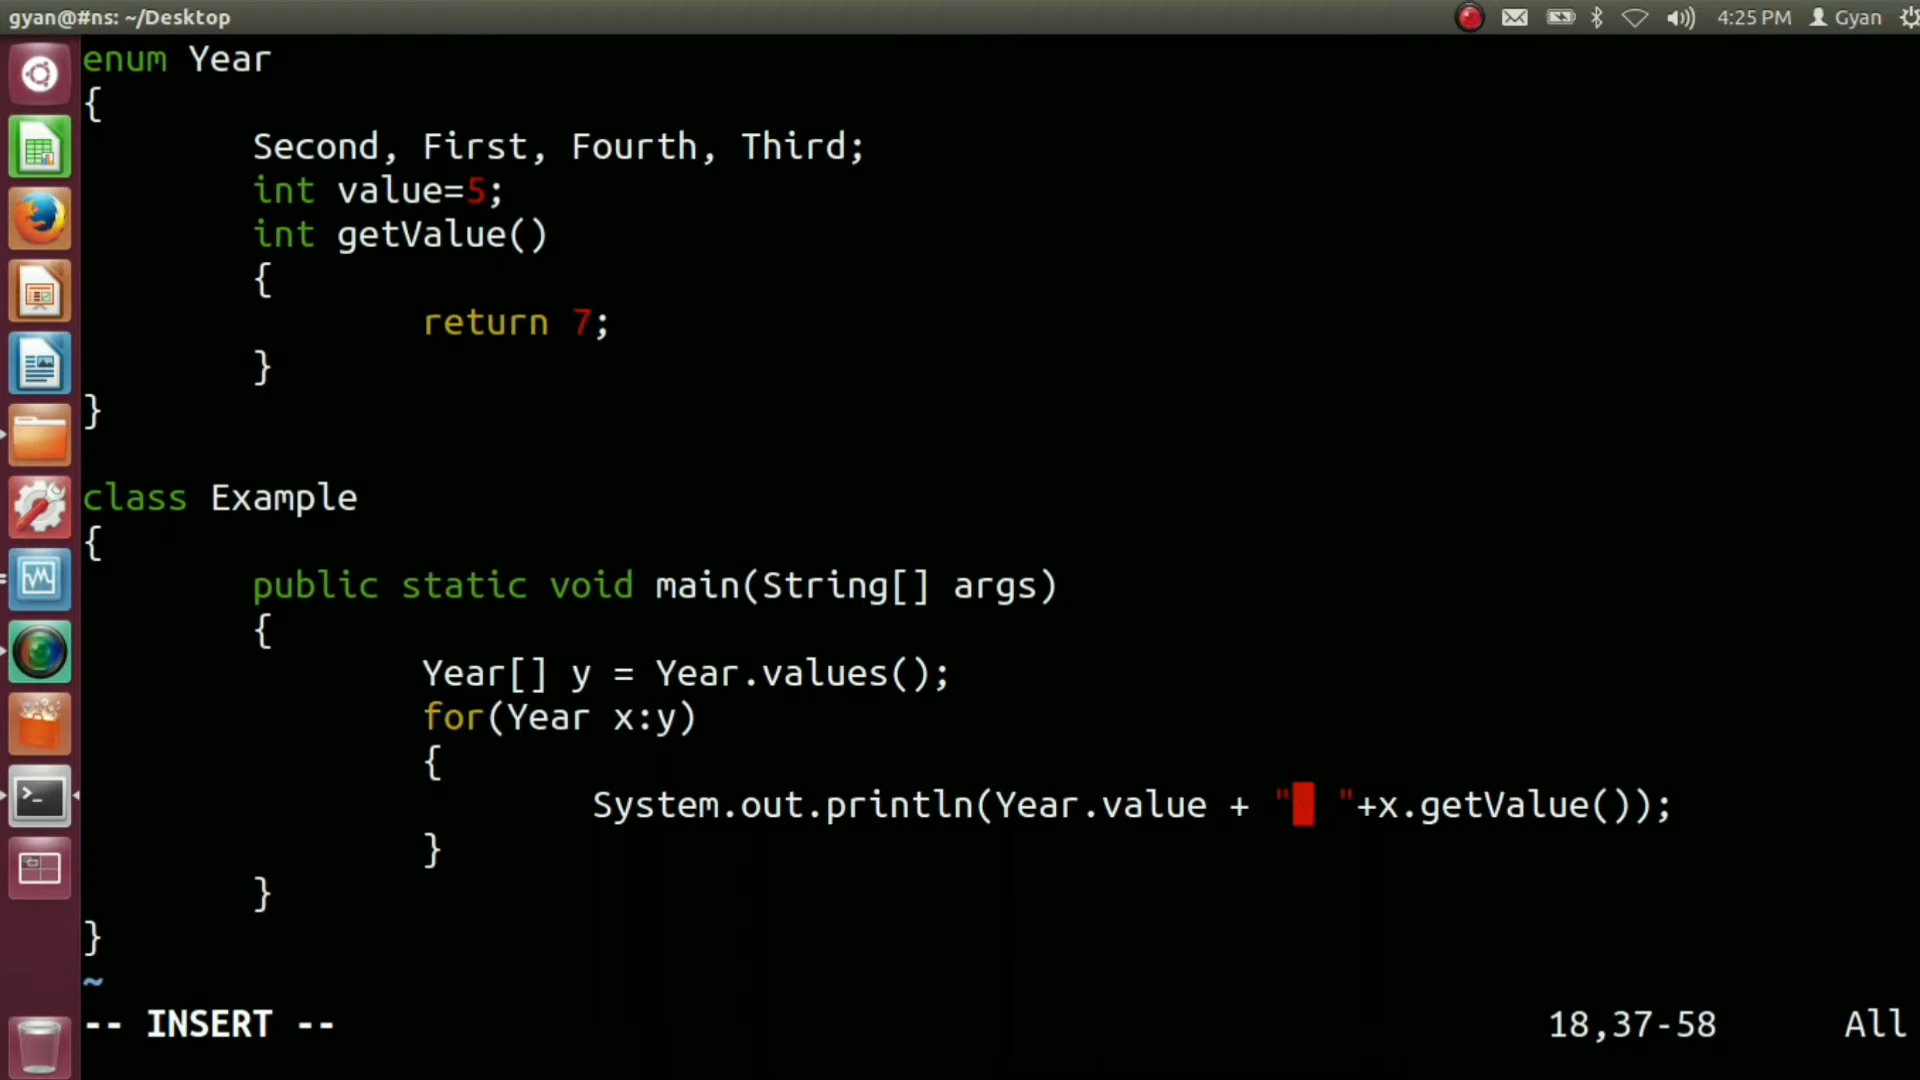 gyan@#ns: ~/Desktop 4:25 PM Gyan
enum Year
{
Second, First, Fourth, Third;
int value=5;
int getValue()
{
return 7;
}
}
class Example
{
public static void main(String[] args)
{
Year[] y = Year.values();
for(Year x:y)
{
System.out.println(Year.value + "  "+x.getValue());
}
}
}
~
-- INSERT -- 18,37-58 All